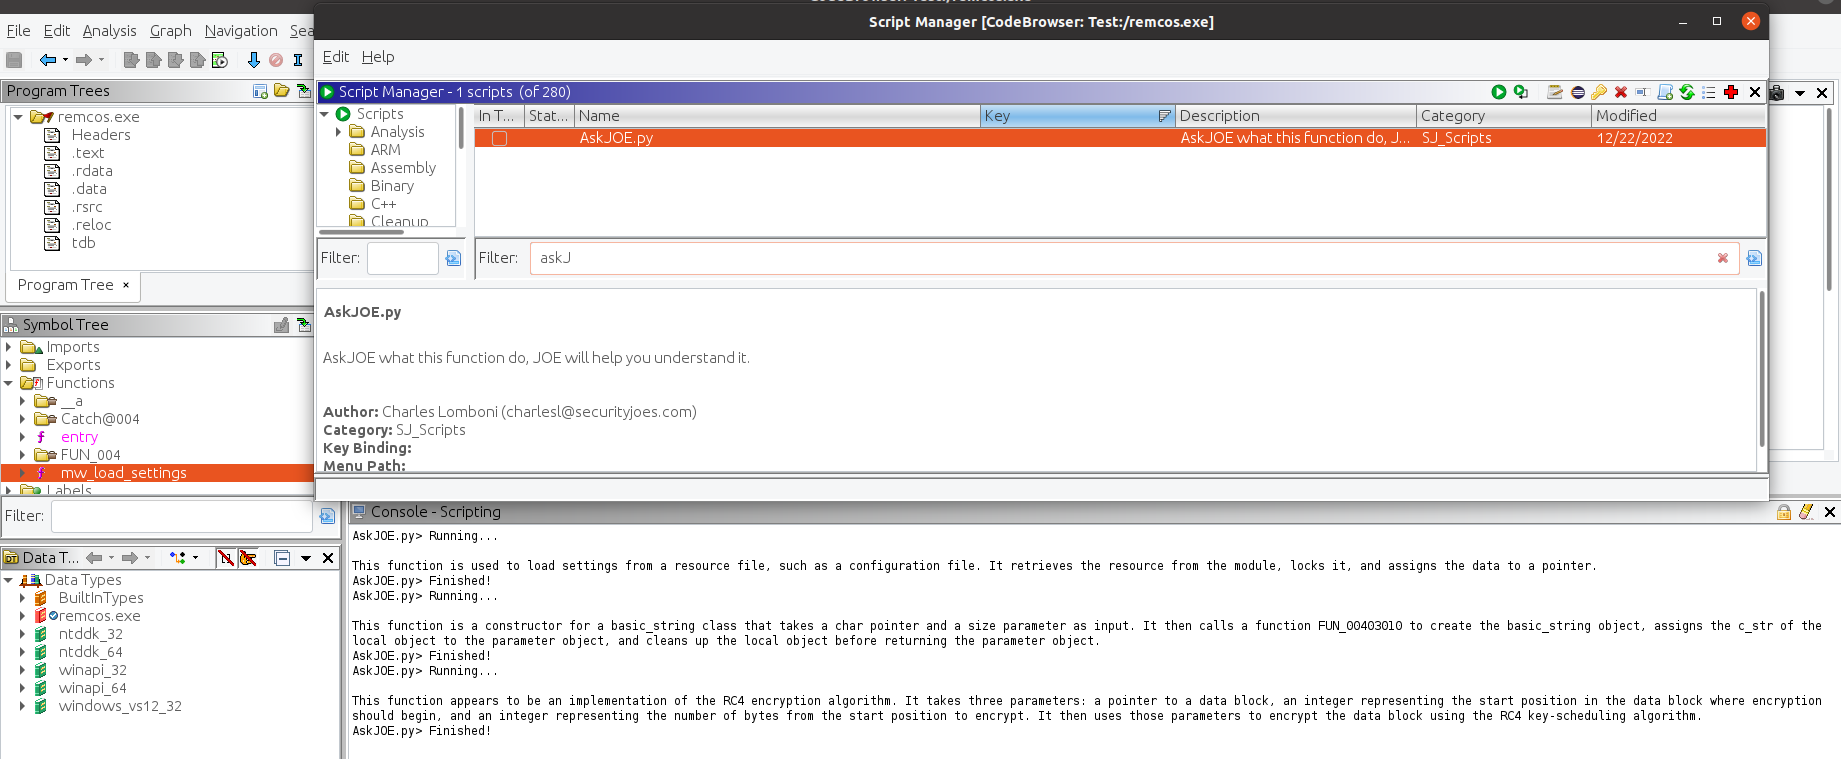 Script Manager [CodeBrowser: Test:/remcos.exe]
File Edit Analysis Graph Navigation Sea
Edit Help
Program Trees
remcos.exe
Headers
.text
.rdata
.data
.rsrc
.reloc
tdb
Program Tree ×
Script Manager - 1 scripts (of 280)
Scripts
Analysis
ARM
Assembly
Binary
C++
Cleanup
In T... Stat... Name Key Description Category Modified
AskJOE.py AskJOE what this function do, J... SJ_Scripts 12/22/2022
Filter:
Filter: askJ
AskJOE.py
AskJOE what this function do, JOE will help you understand it.
Author: Charles Lomboni (charlesl@securityjoes.com)
Category: SJ_Scripts
Key Binding:
Menu Path:
Symbol Tree
Imports
Exports
Functions
__a
Catch@004
entry
FUN_004
mw_load_settings
Labels
Filter:
Data T...
Data Types
BuiltInTypes
remcos.exe
ntddk_32
ntddk_64
winapi_32
winapi_64
windows_vs12_32
Console - Scripting
AskJOE.py> Running...
This function is used to load settings from a resource file, such as a configuration file. It retrieves the resource from the module, locks it, and assigns the data to a pointer.
AskJOE.py> Finished!
AskJOE.py> Running...
This function is a constructor for a basic_string class that takes a char pointer and a size parameter as input. It then calls a function FUN_00403010 to create the basic_string object, assigns the c_str of the
local object to the parameter object, and cleans up the local object before returning the parameter object.
AskJOE.py> Finished!
AskJOE.py> Running...
This function appears to be an implementation of the RC4 encryption algorithm. It takes three parameters: a pointer to a data block, an integer representing the start position in the data block where encryption
should begin, and an integer representing the number of bytes from the start position to encrypt. It then uses those parameters to encrypt the data block using the RC4 key-scheduling algorithm.
AskJOE.py> Finished!